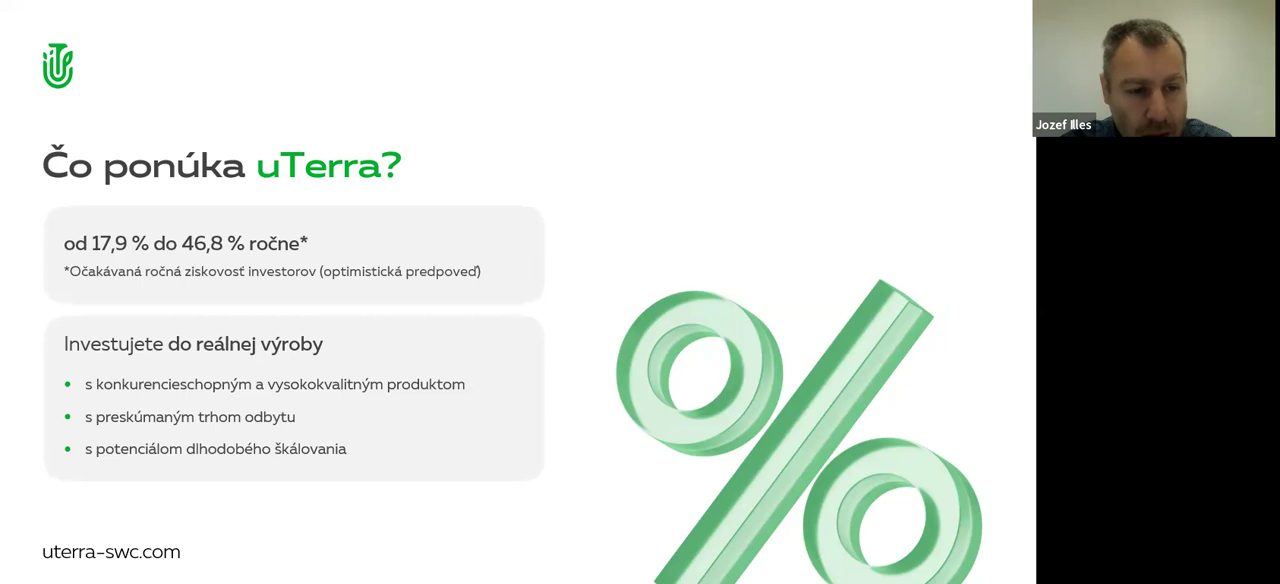 Čo ponúka uTerra?
od 17,9 % do 46,8 % ročne*
*Očakávaná ročná ziskovosť investorov (optimistická predpoveď)
Investujete do reálnej výroby
• s konkurencieschopným a vysokokvalitným produktom
• s preskúmaným trhom odbytu
• s potenciálom dlhodobého škálovania
uterra-swc.com
Jozef Illes